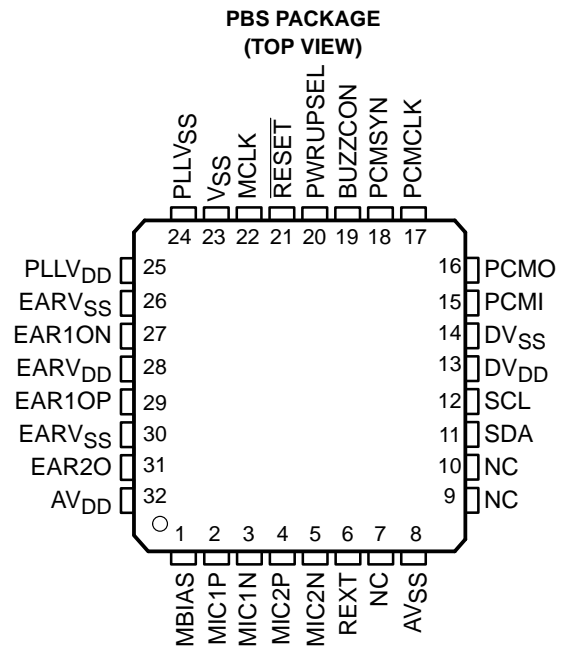 PBS PACKAGE
(TOP VIEW)
PLLVSS
VSS
MCLK
RESET
PWRUPSEL
BUZZCON
PCMSYN
PCMCLK
24 23 22 21 20 19 18 17
PLLVDD 25
EARVSS 26
EAR1ON 27
EARVDD 28
EAR1OP 29
EARVSS 30
EAR2O 31
AVDD 32
16 PCMO
15 PCMI
14 DVSS
13 DVDD
12 SCL
11 SDA
10 NC
9 NC
1 2 3 4 5 6 7 8
MBIAS
MIC1P
MIC1N
MIC2P
MIC2N
REXT
NC
AVSS